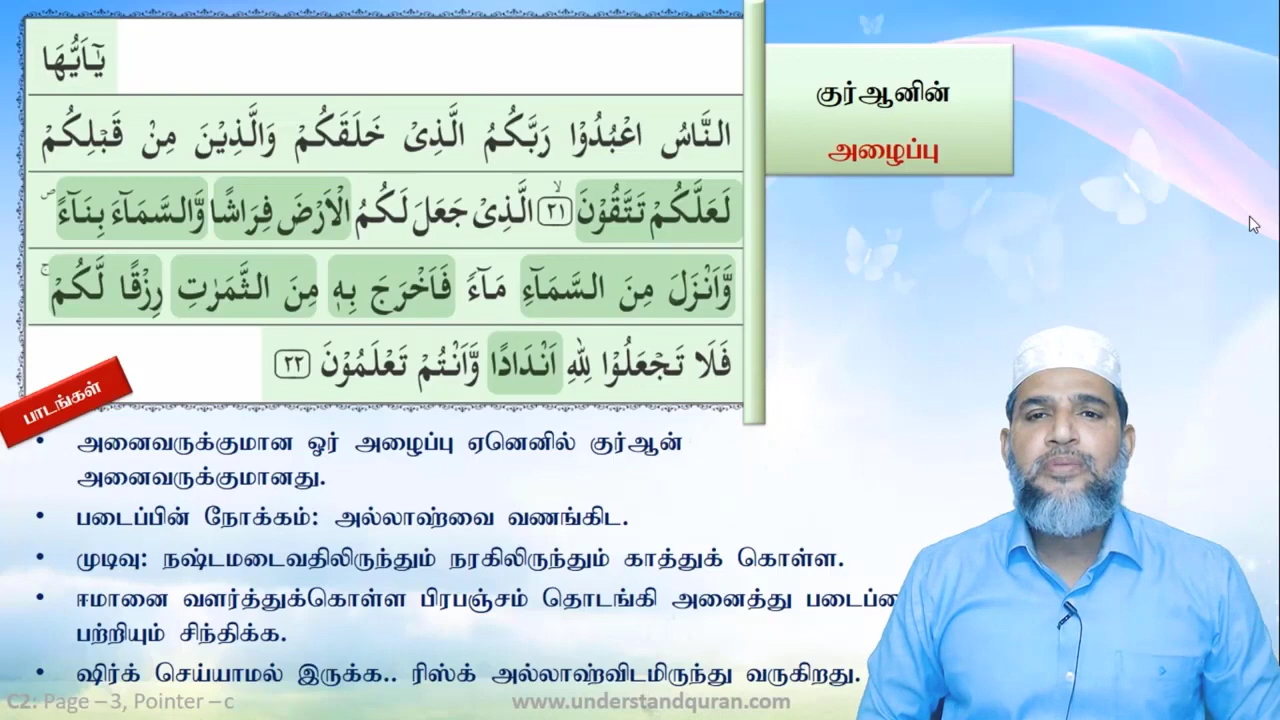 يٰۤاَيُّهَا
النَّاسُ اعْبُدُوْا رَبَّكُمُ الَّذِىْ خَلَقَكُمْ وَالَّذِيْنَ مِنْ قَبْلِكُمْ
لَعَلَّكُمْ تَتَّقُوْنَ ۙ‏﴿۲۱﴾ الَّذِىْ جَعَلَ لَكُمُ الْاَرْضَ فِرَاشًا وَّالسَّمَآءَ بِنَآءً ۖ
وَّاَنْزَلَ مِنَ السَّمَآءِ مَآءً فَاَخْرَجَ بِهٖ مِنَ الثَّمَرٰتِ رِزْقًا لَّكُمْ ۚ
فَلَا تَجْعَلُوْا لِلّٰهِ اَنْدَادًا وَّاَنْتُمْ تَعْلَمُوْنَ ﴿۲۲﴾
குர்ஆனின்
அழைப்பு
பாடங்கள்
• அனைவருக்குமான ஓர் அழைப்பு ஏனெனில் குர்ஆன்
அனைவருக்குமானது.
• படைப்பின் நோக்கம்: அல்லாஹ்வை வணங்கிட.
• முடிவு: நஷ்டமடைவதிலிருந்தும் நரகிலிருந்தும் காத்துக் கொள்ள.
• ஈமானை வளர்த்துக்கொள்ள பிரபஞ்சம் தொடங்கி அனைத்து
பற்றியும் சிந்திக்க.
• ஷிர்க் செய்யாமல் இருக்க.. ரிஸ்க் அல்லாஹ்விடமிருந்து வருகிறது.
C2: Page – 3, Pointer – c
www.understandquran.com